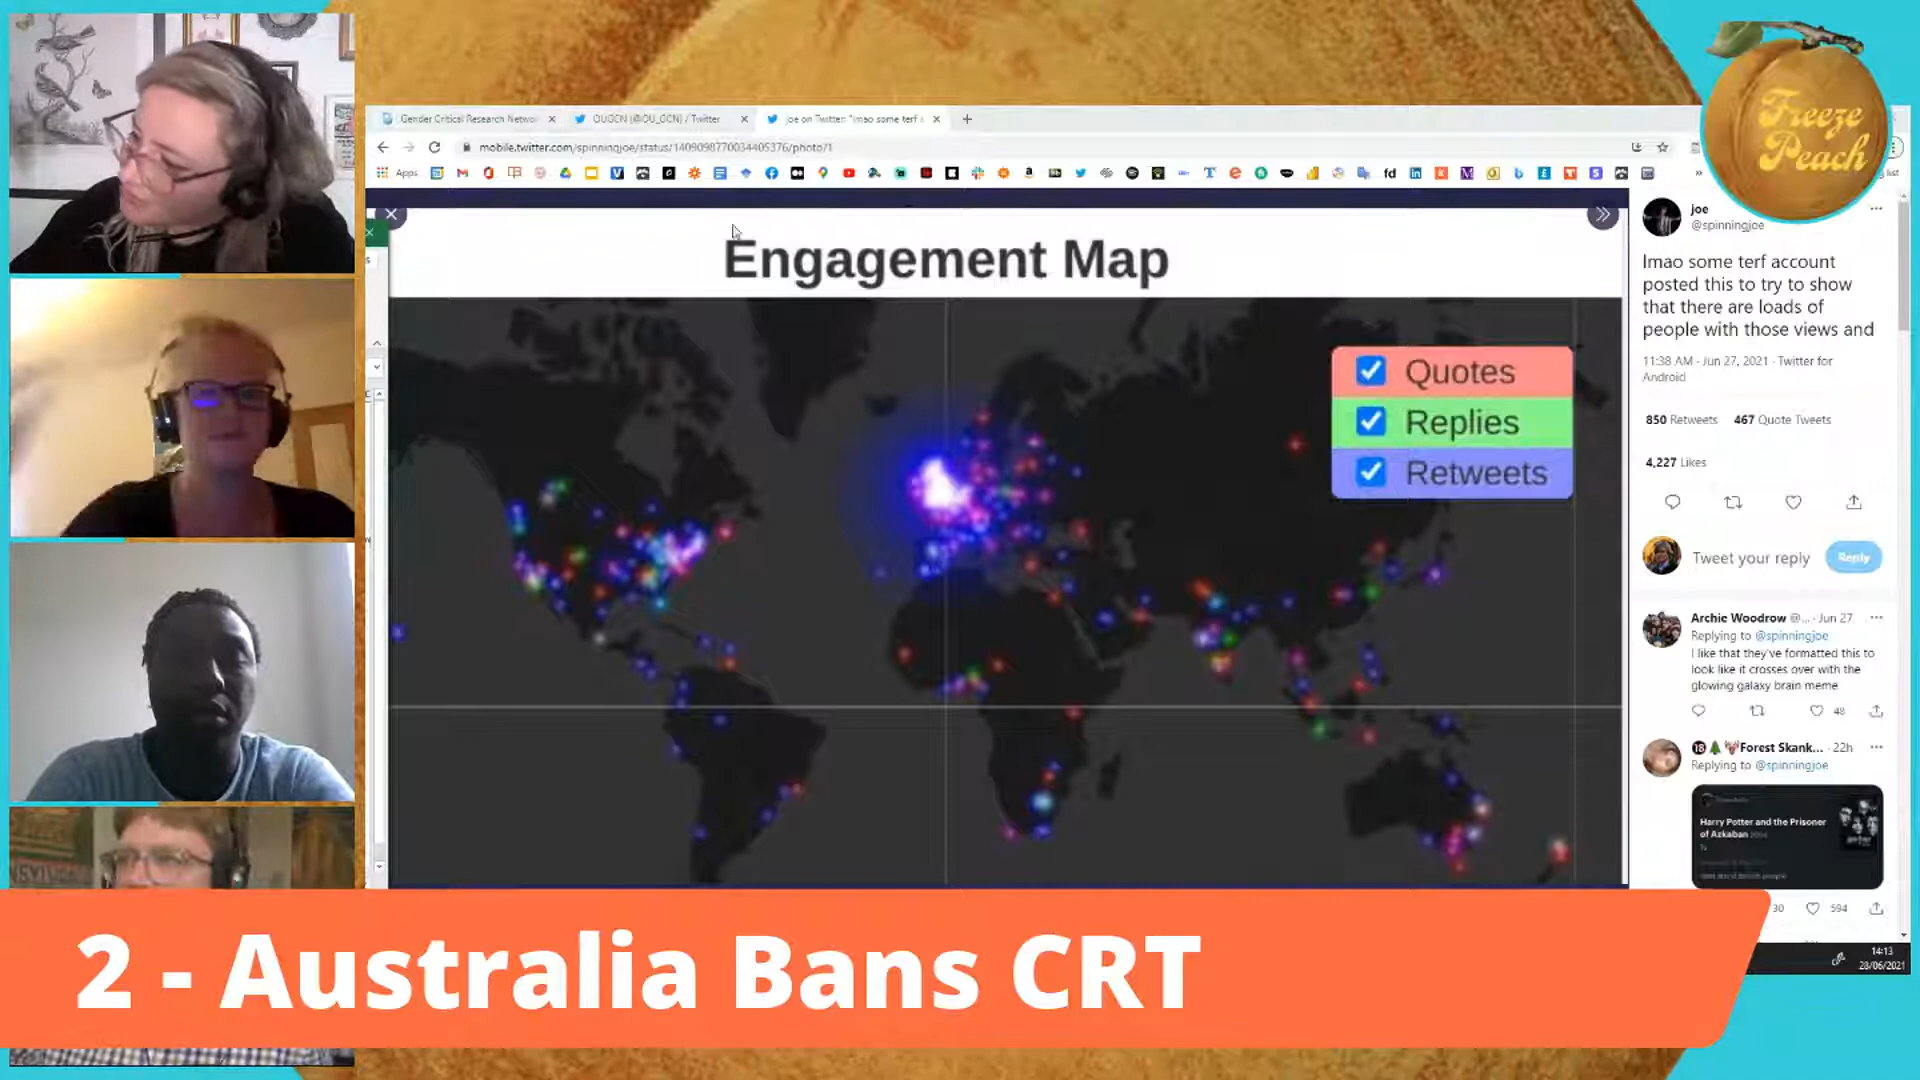 Freeze
Peach
Gender Critical Research Netwo
OUGCN (@OU_GCN) / Twitter
Joe on Twitter: "lmao some terf a
mobile.twitter.com/spinningjoe/status/1409098770034405376/photo/1
Apps
Engagement Map
Quotes
Replies
Retweets
joe
@spinningjoe
lmao some terf account
posted this to try to show
that there are loads of
people with those views and
11:38 AM · Jun 27, 2021 · Twitter for
Android
850 Retweets 467 Quote Tweets
4,227 Likes
Tweet your reply
Reply
Archie Woodrow @... · Jun 27
Replying to @spinningjoe
I like that they've formatted this to
look like it crosses over with the
glowing galaxy brain meme
48
Forest Skank... · 22h
Replying to @spinningjoe
Harry Potter and the Prisoner
of Azkaban 2004
30 594
14:13
28/06/2021
2 - Australia Bans CRT